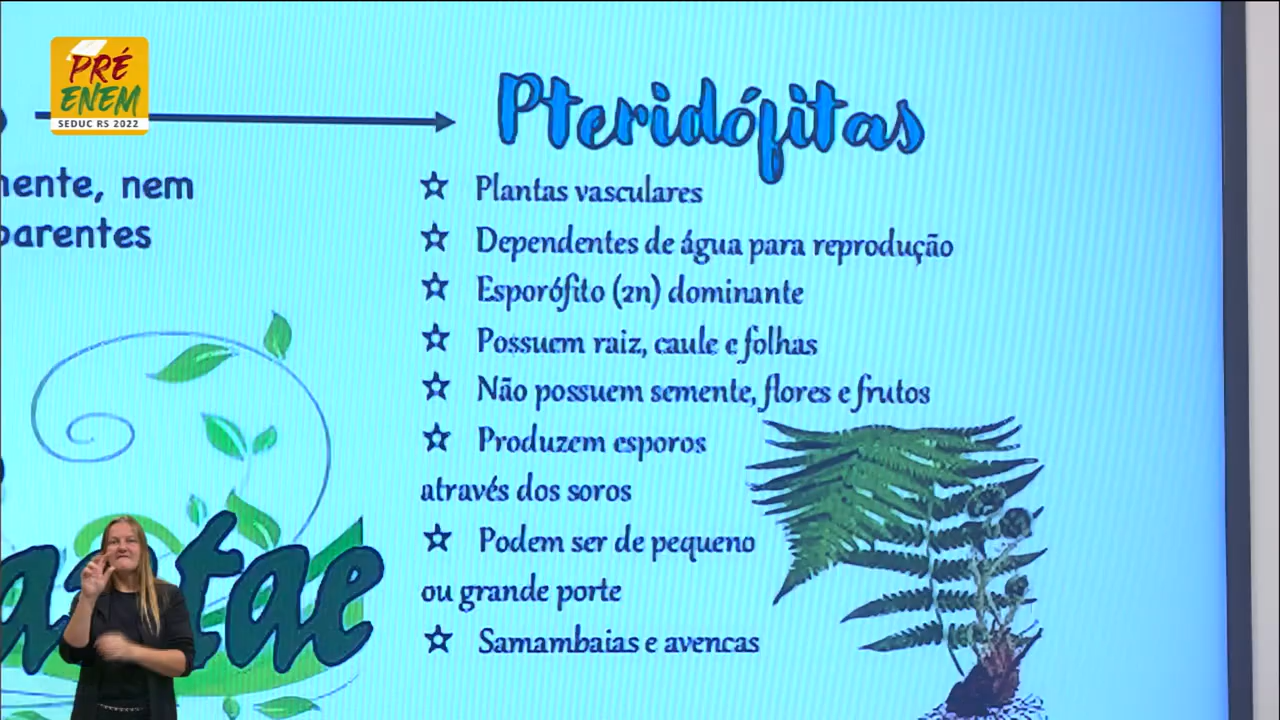 PRÉ
ENEM
SEDUC RS 2022
Pteridófitas
nem
Plantas vasculares
Dependentes de água para reprodução
Esporófito (2n) dominante
Possuem raiz, caule e folhas
Não possuem semente, flores e frutos
Produzem esporos
através dos soros
Podem ser de pequeno
ou grande porte
Samambaias e avencas